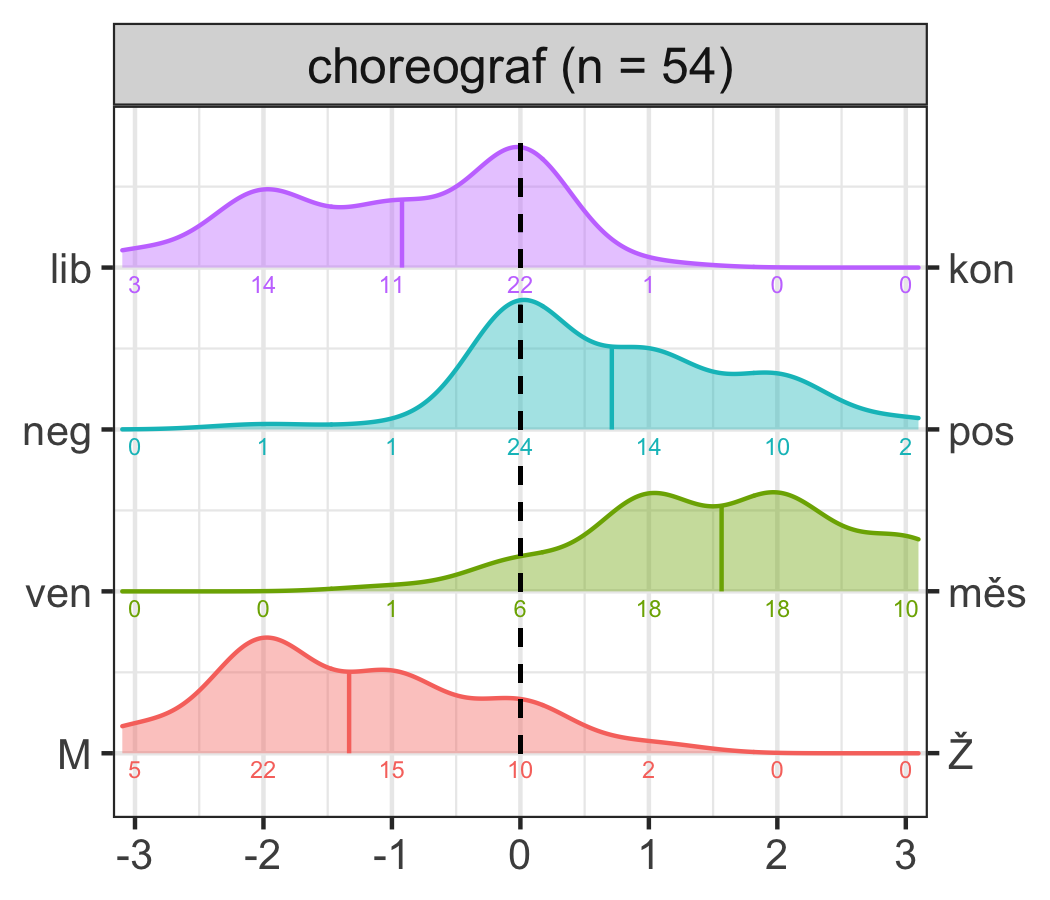 choreograf (n = 54)
lib kon
3 14 11 22 1 0 0
neg pos
0 1 1 24 14 10 2
ven měs
0 0 1 6 18 18 10
M Ž
5 22 15 10 2 0 0
-3 -2 -1 0 1 2 3